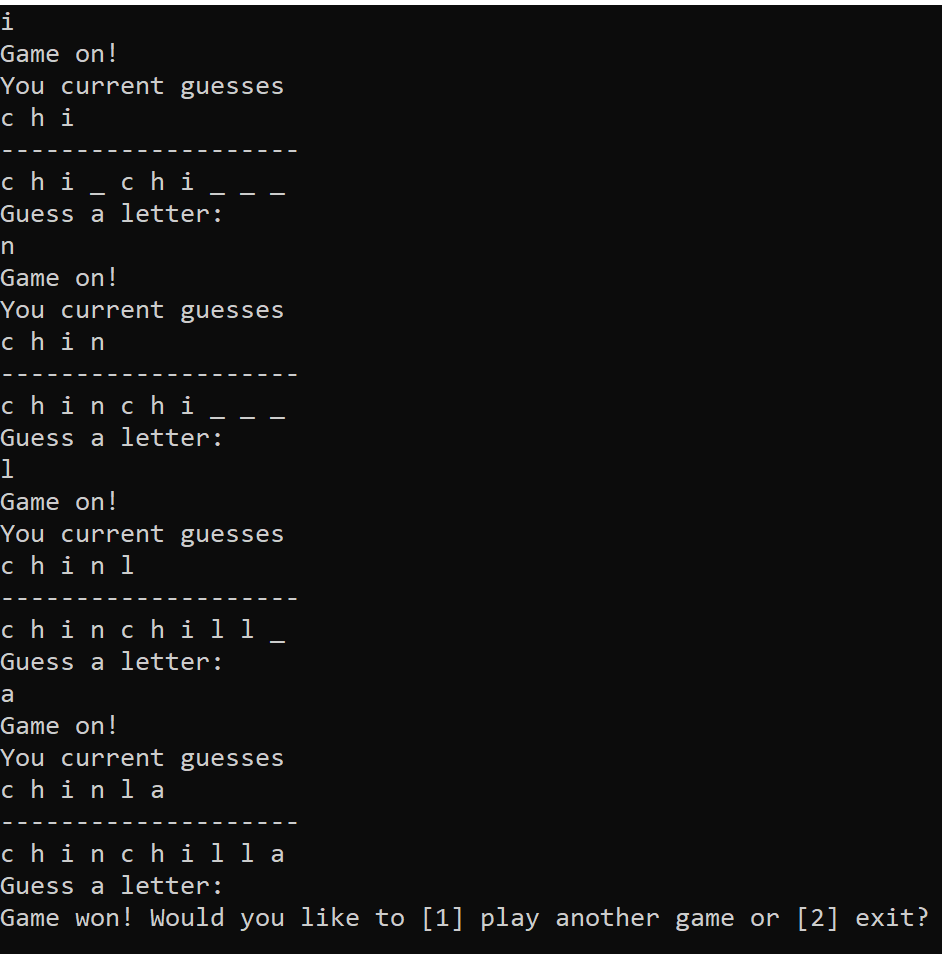 i
Game on!
You current guesses
c h i
--------------------
c h i _ c h i _ _ _
Guess a letter:
n
Game on!
You current guesses
c h i n
--------------------
c h i n c h i _ _ _
Guess a letter:
l
Game on!
You current guesses
c h i n l
--------------------
c h i n c h i l l _
Guess a letter:
a
Game on!
You current guesses
c h i n l a
--------------------
c h i n c h i l l a
Guess a letter:
Game won! Would you like to [1] play another game or [2] exit?